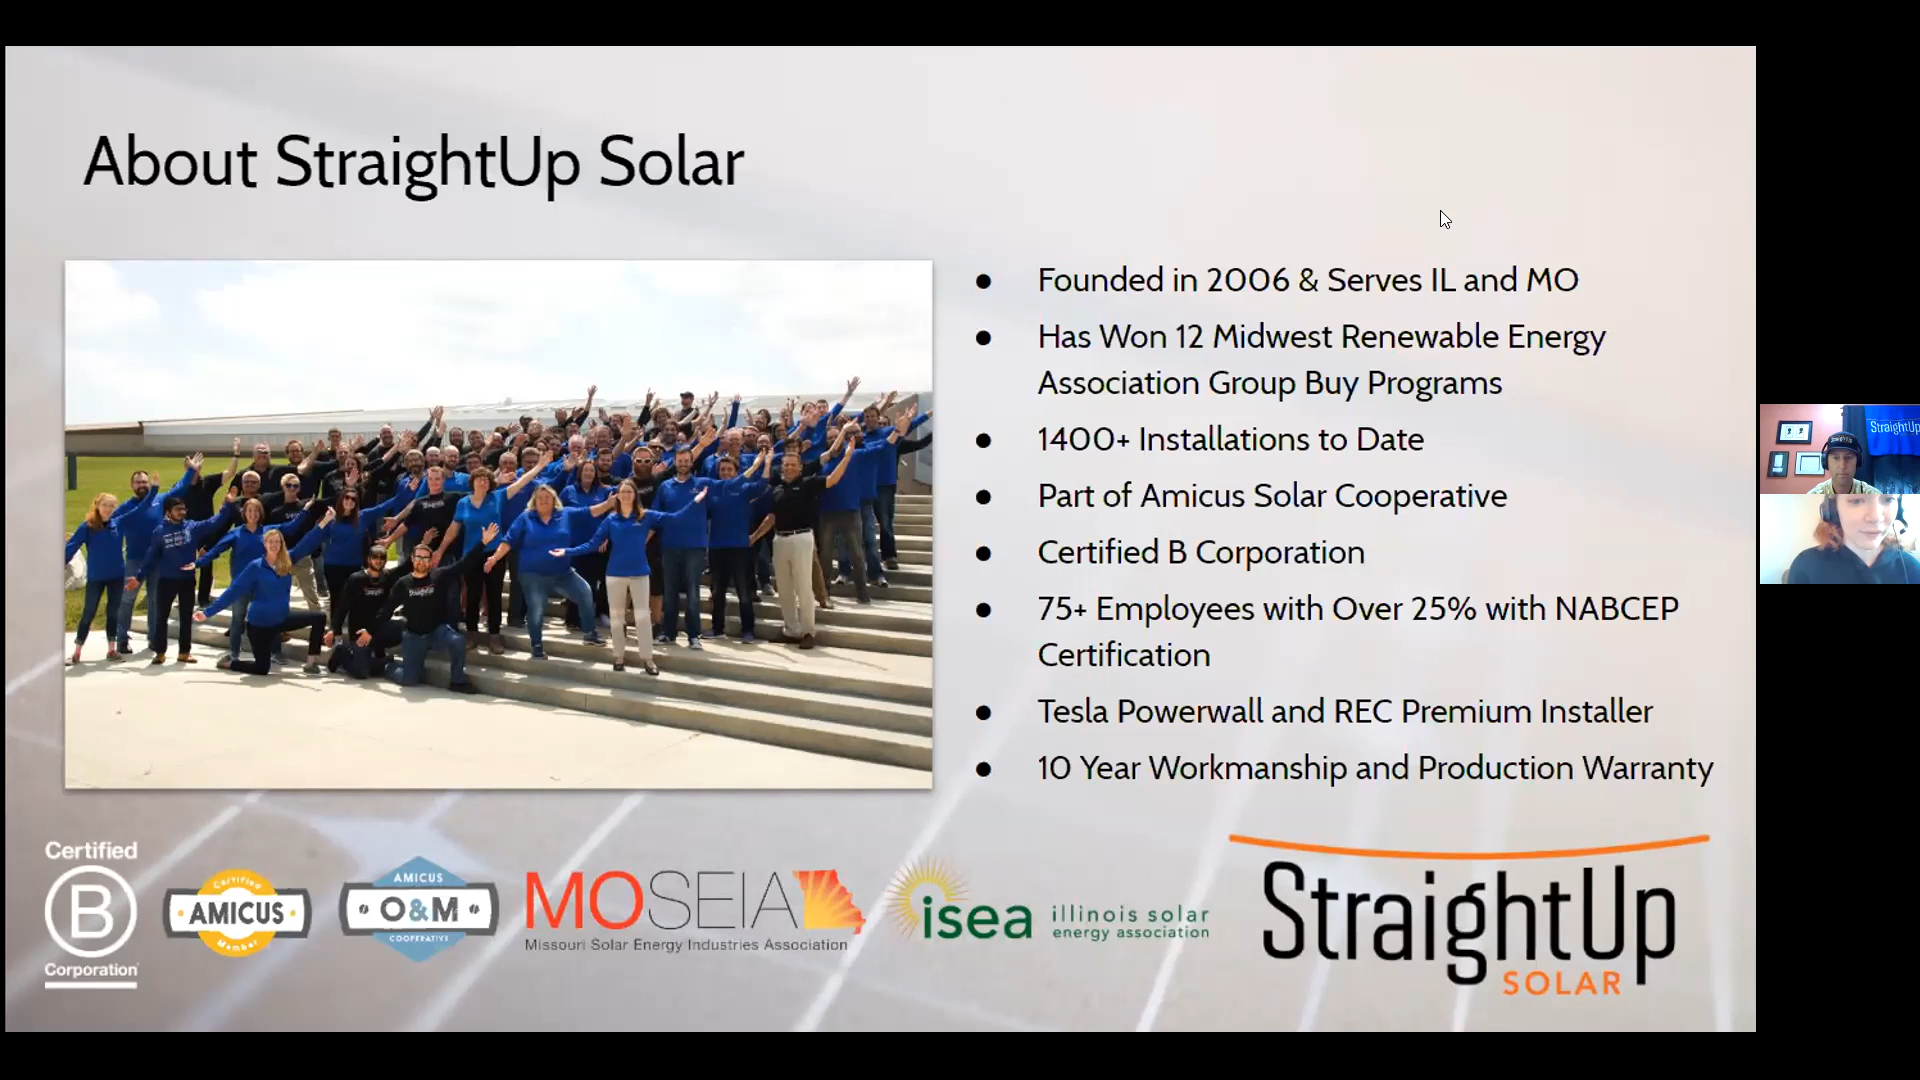 About StraightUp Solar
● Founded in 2006 & Serves IL and MO
● Has Won 12 Midwest Renewable Energy
Association Group Buy Programs
● 1400+ Installations to Date
● Part of Amicus Solar Cooperative
● Certified B Corporation
● 75+ Employees with Over 25% with NABCEP
Certification
● Tesla Powerwall and REC Premium Installer
● 10 Year Workmanship and Production Warranty
Certified
B
Corporation
Certified
AMICUS
Member
AMICUS
O&M
COOPERATIVE
MOSEIA
Missouri Solar Energy Industries Association
isea
illinois solar
energy association
StraightUp
SOLAR
StraightUp